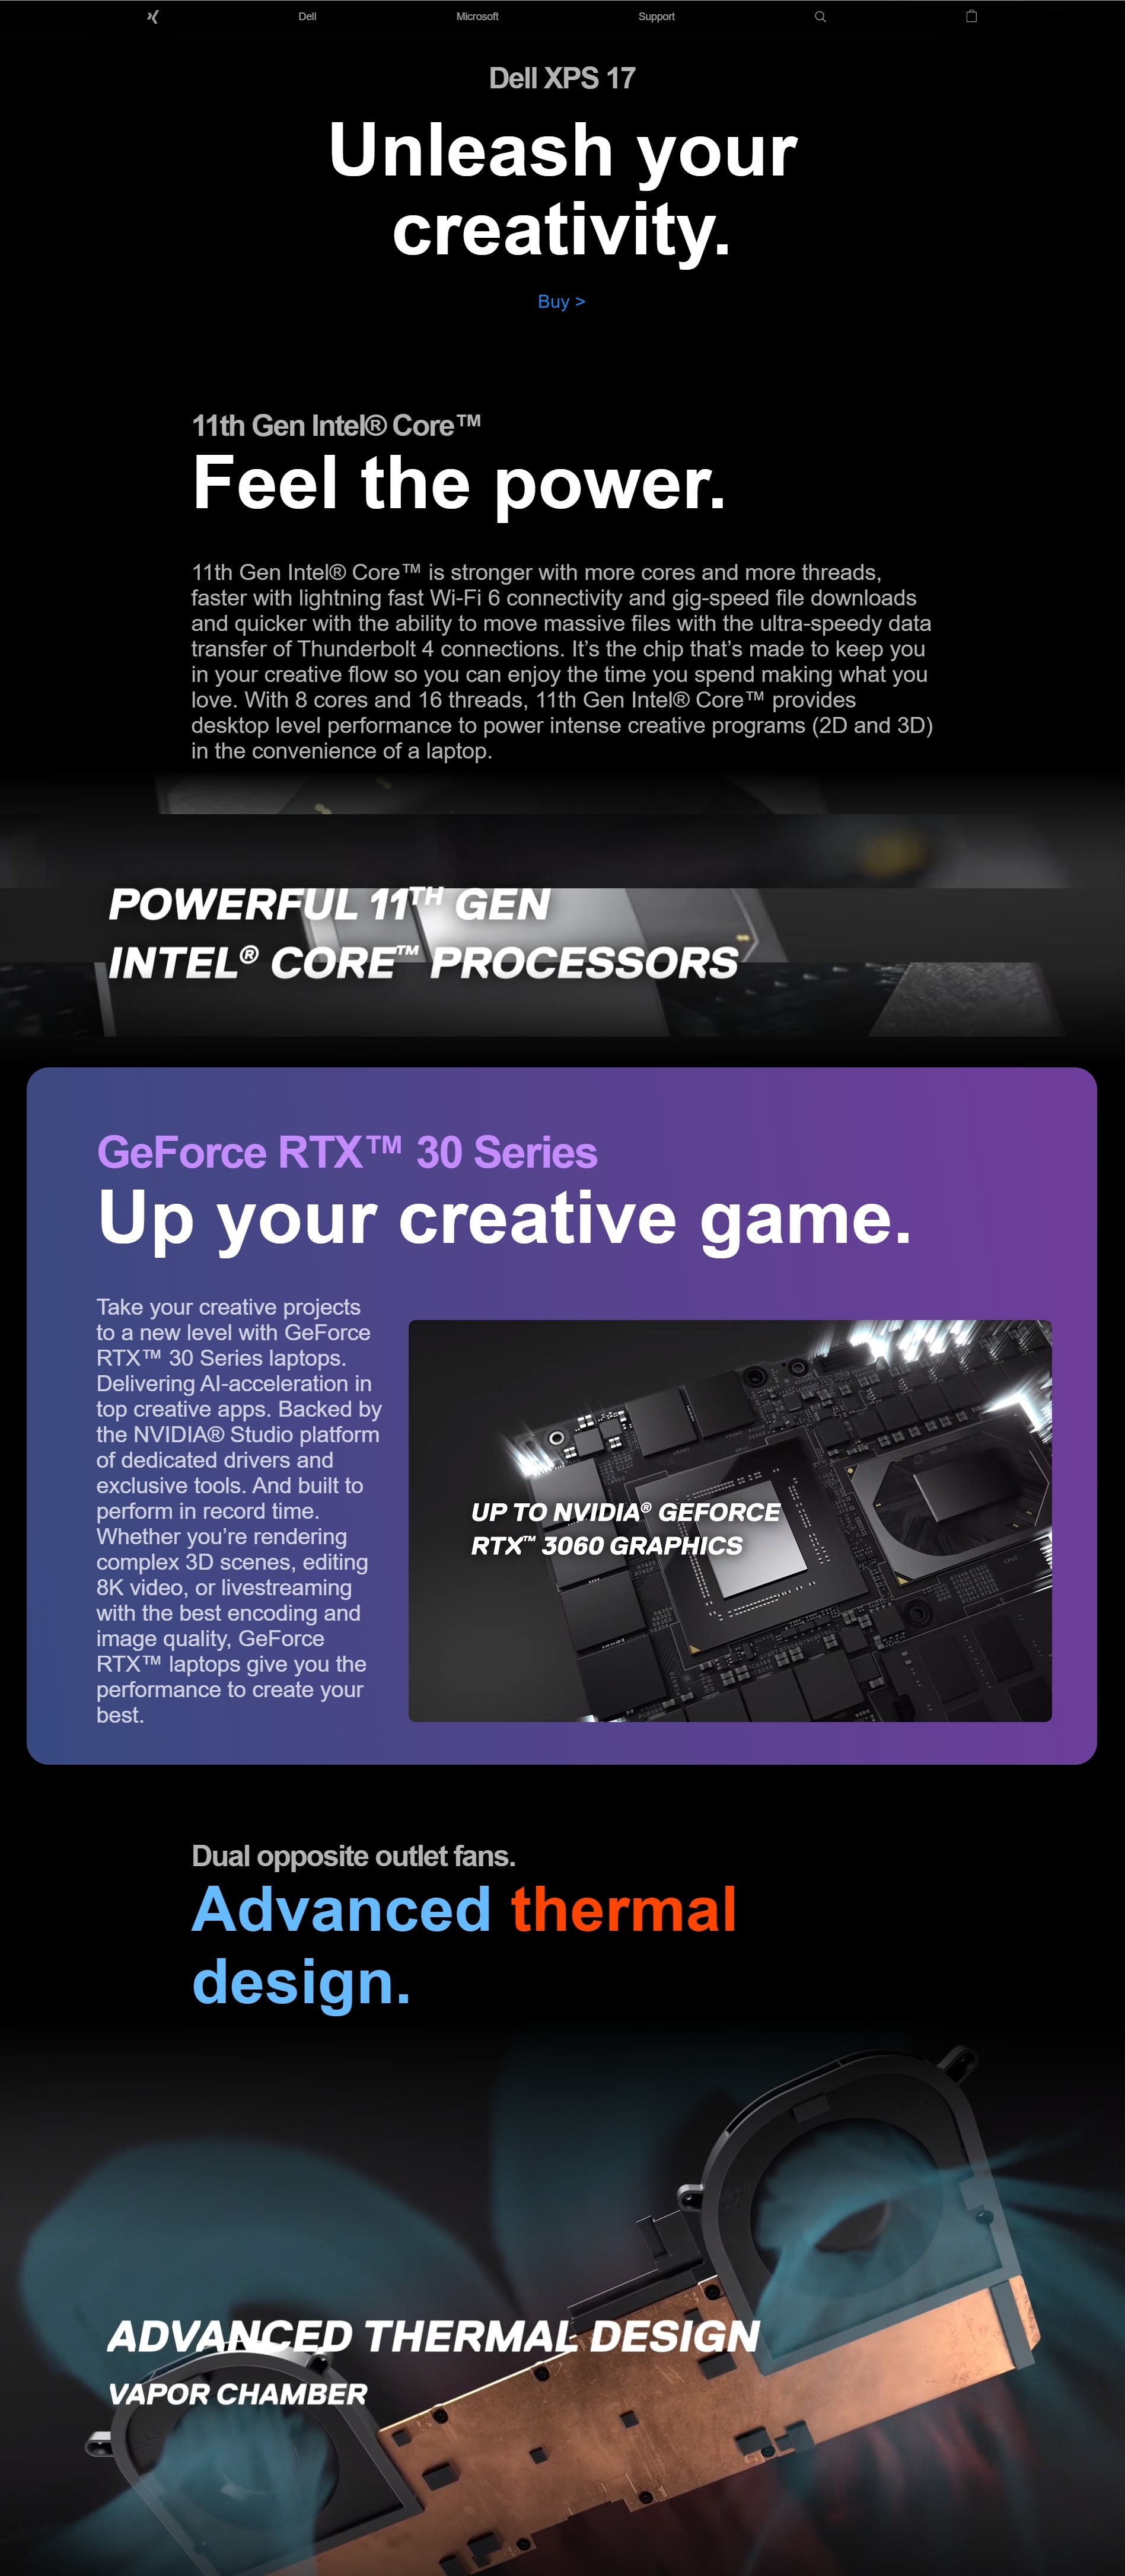 Dell
Microsoft
Support
Dell XPS 17
Unleash your
creativity.
Buy >
11th Gen Intel® Core™
Feel the power.
11th Gen Intel® Core™ is stronger with more cores and more threads,
faster with lightning fast Wi-Fi 6 connectivity and gig-speed file downloads
and quicker with the ability to move massive files with the ultra-speedy data
transfer of Thunderbolt 4 connections. It’s the chip that’s made to keep you
in your creative flow so you can enjoy the time you spend making what you
love. With 8 cores and 16 threads, 11th Gen Intel® Core™ provides
desktop level performance to power intense creative programs (2D and 3D)
in the convenience of a laptop.
POWERFUL 11TH GEN
INTEL® CORE™ PROCESSORS
GeForce RTX™ 30 Series
Up your creative game.
Take your creative projects
to a new level with GeForce
RTX™ 30 Series laptops.
Delivering AI-acceleration in
top creative apps. Backed by
the NVIDIA® Studio platform
of dedicated drivers and
exclusive tools. And built to
perform in record time.
Whether you’re rendering
complex 3D scenes, editing
8K video, or livestreaming
with the best encoding and
image quality, GeForce
RTX™ laptops give you the
performance to create your
best.
UP TO NVIDIA® GEFORCE
RTX™ 3060 GRAPHICS
Dual opposite outlet fans.
Advanced thermal
design.
ADVANCED THERMAL DESIGN
VAPOR CHAMBER